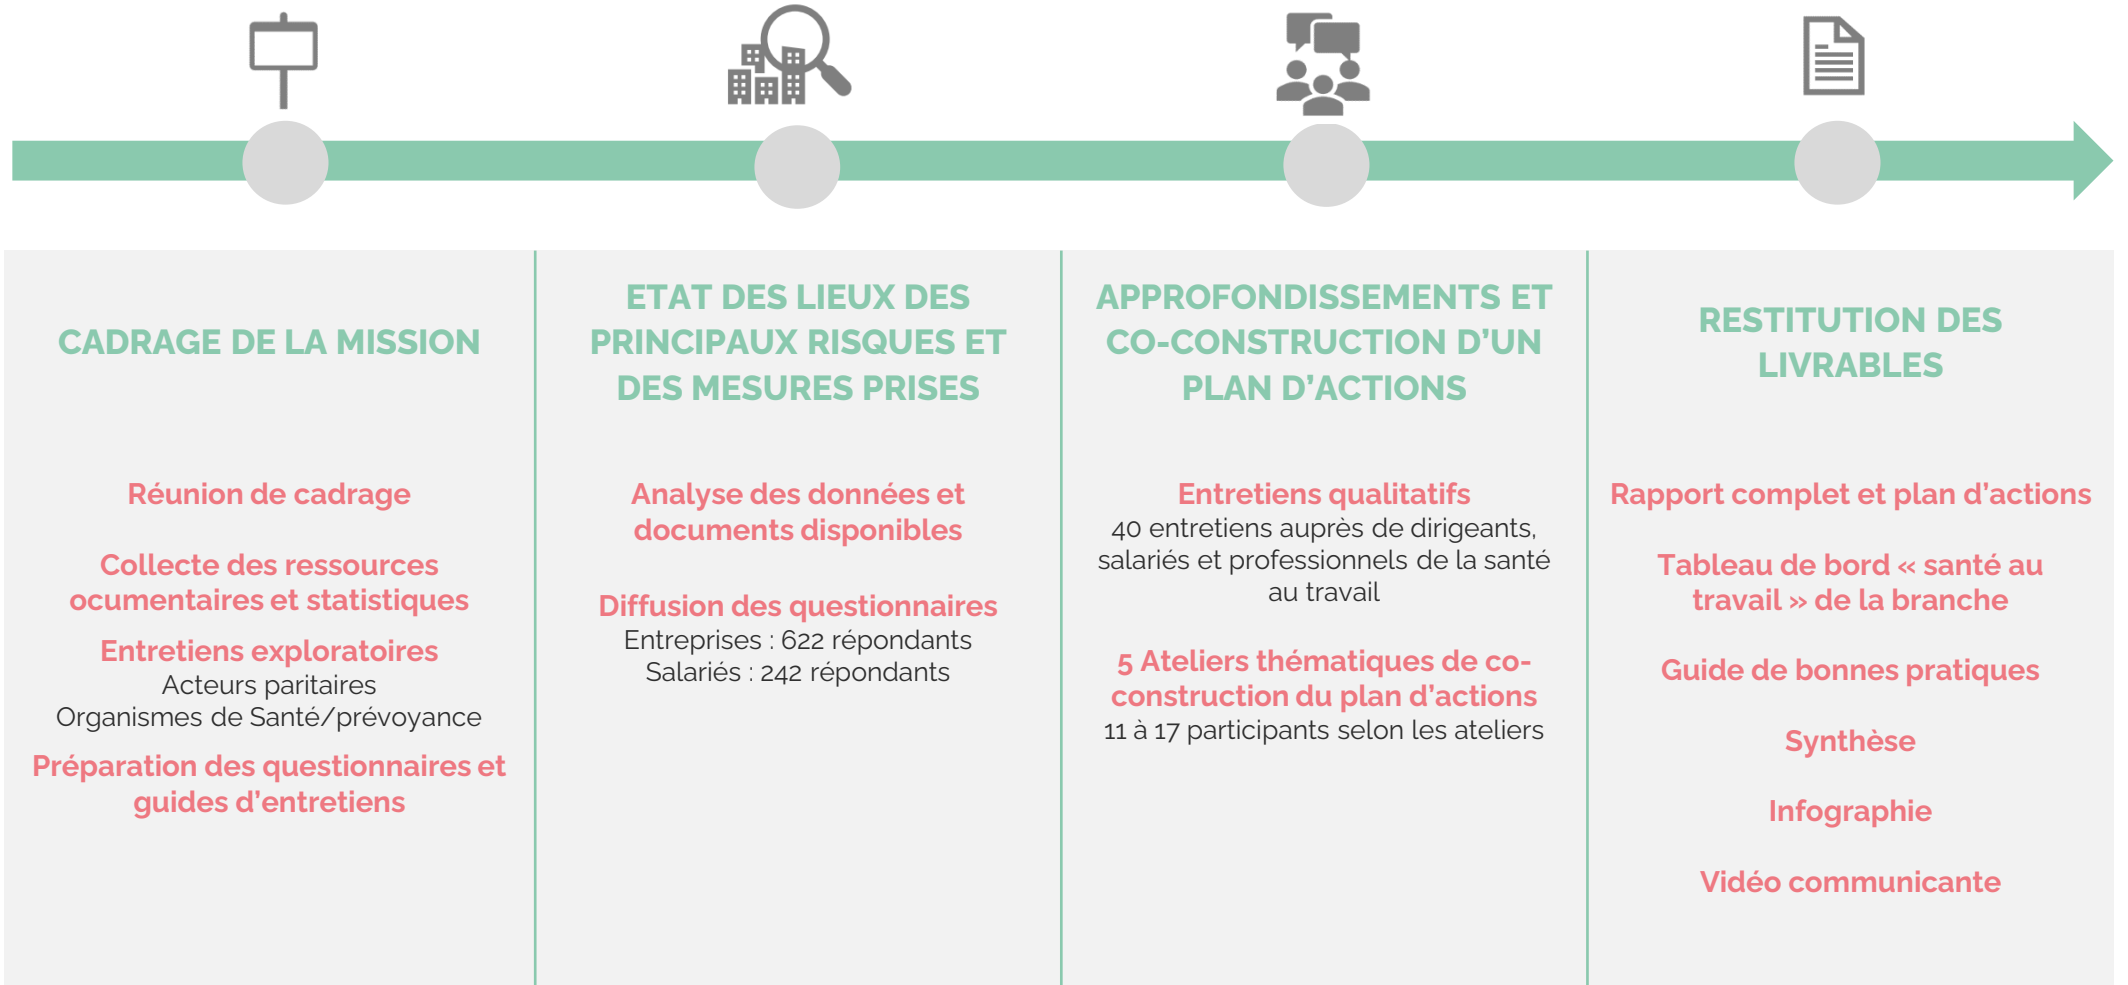 CADRAGE DE LA MISSION
Réunion de cadrage
Collecte des ressources
ocumentaires et statistiques
Entretiens exploratoires
Acteurs paritaires
Organismes de Santé/prévoyance
Préparation des questionnaires et
guides d’entretiens
ETAT DES LIEUX DES
PRINCIPAUX RISQUES ET
DES MESURES PRISES
Analyse des données et
documents disponibles
Diffusion des questionnaires
Entreprises : 622 répondants
Salariés : 242 répondants
APPROFONDISSEMENTS ET
CO-CONSTRUCTION D’UN
PLAN D’ACTIONS
Entretiens qualitatifs
40 entretiens auprès de dirigeants,
salariés et professionnels de la santé
au travail
5 Ateliers thématiques de co-
construction du plan d’actions
11 à 17 participants selon les ateliers
RESTITUTION DES
LIVRABLES
Rapport complet et plan d’actions
Tableau de bord « santé au
travail » de la branche
Guide de bonnes pratiques
Synthèse
Infographie
Vidéo communicante